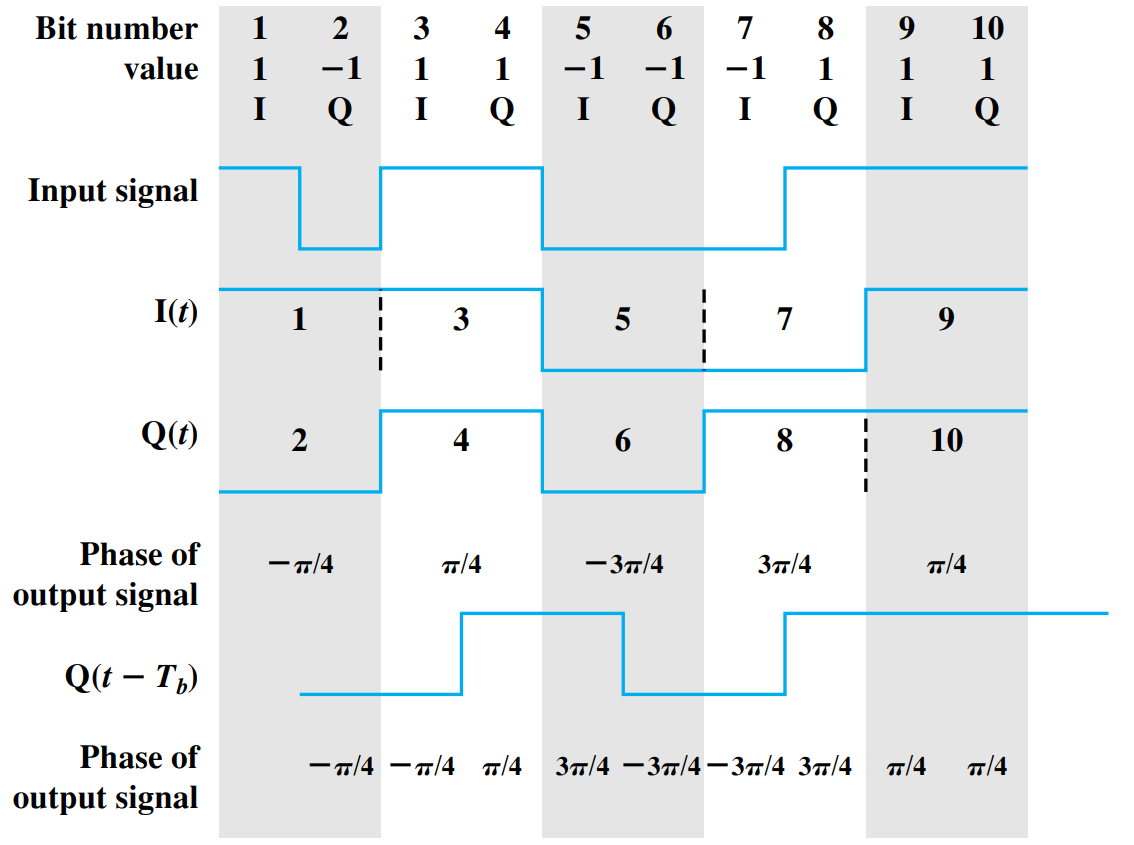 Bit number 1 2 3 4 5 6 7 8 9 10
value 1 −1 1 1 −1 −1 −1 1 1 1
I Q I Q I Q I Q I Q
Input signal
I(t) 1 3 5 7 9
Q(t) 2 4 6 8 10
Phase of
output signal −π/4 π/4 −3π/4 3π/4 π/4
Q(t − T_b)
Phase of
output signal −π/4 −π/4 π/4 3π/4 −3π/4 −3π/4 3π/4 π/4 π/4